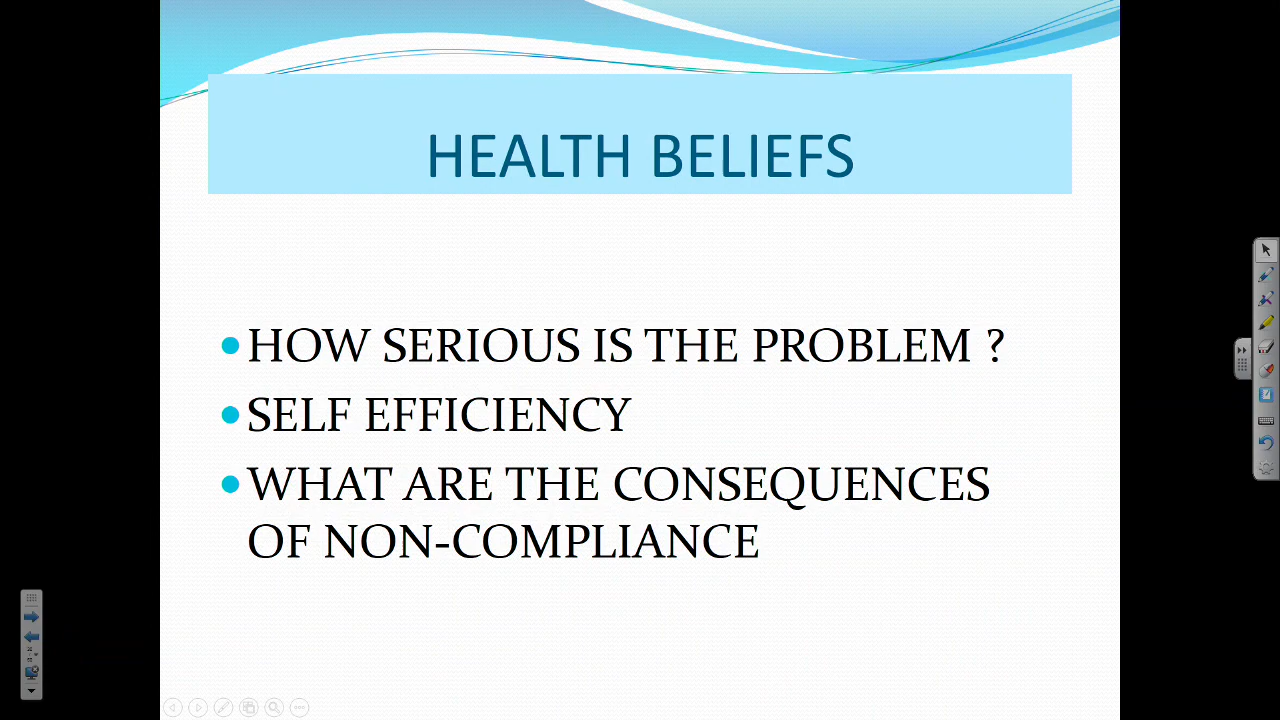 HEALTH BELIEFS
•HOW SERIOUS IS THE PROBLEM ?
•SELF EFFICIENCY
•WHAT ARE THE CONSEQUENCES
OF NON-COMPLIANCE